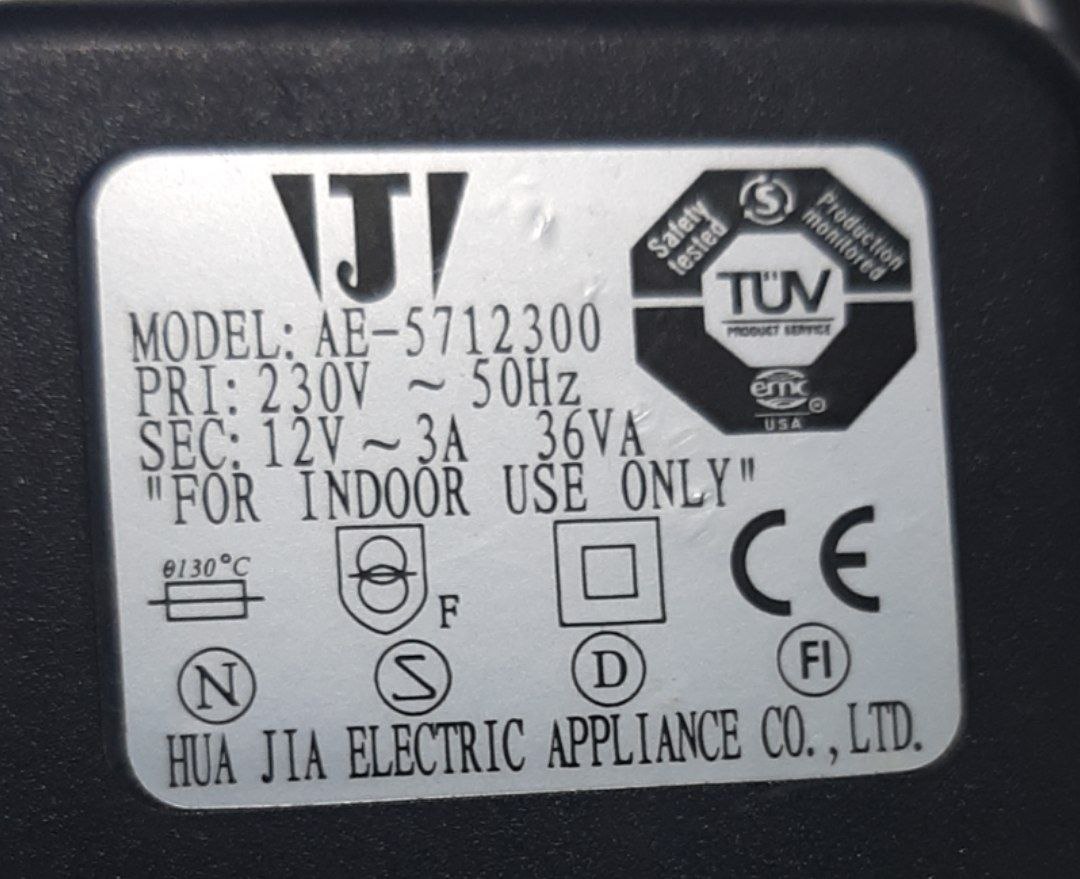 J
Safety tested
S
Production monitored
TÜV
PRODUCT SERVICE
emc
R
USA
MODEL: AE-5712300
PRI: 230V ~ 50Hz
SEC: 12V ~ 3A 36VA
"FOR INDOOR USE ONLY"
θ130°C
F
CE
N
S
D
FI
HUA JIA ELECTRIC APPLIANCE CO., LTD.